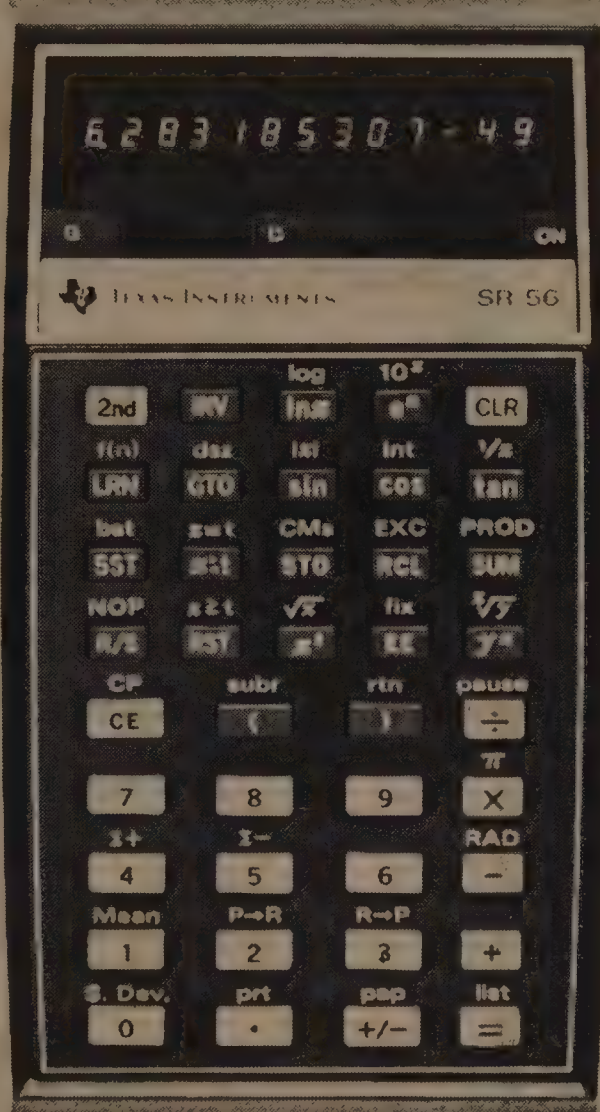 6.283185307-49
G D ON
TEXAS INSTRUMENTS SR-56
log 10ˣ
2nd INV lnx eˣ CLR
f(n) dsz |x| int 1/x
LRN GTO sin cos tan
bst x=t CMs EXC PROD
SST x⇄t STO RCL SUM
NOP x≥t √x fix ˣ√y
R/S RST x² EE yˣ
CP subr rtn pause
CE ( ) ÷
π
7 8 9 ×
Σ+ Σ− RAD
4 5 6 −
Mean P→R R→P
1 2 3 +
S. Dev. prt pap list
0 . +/− =